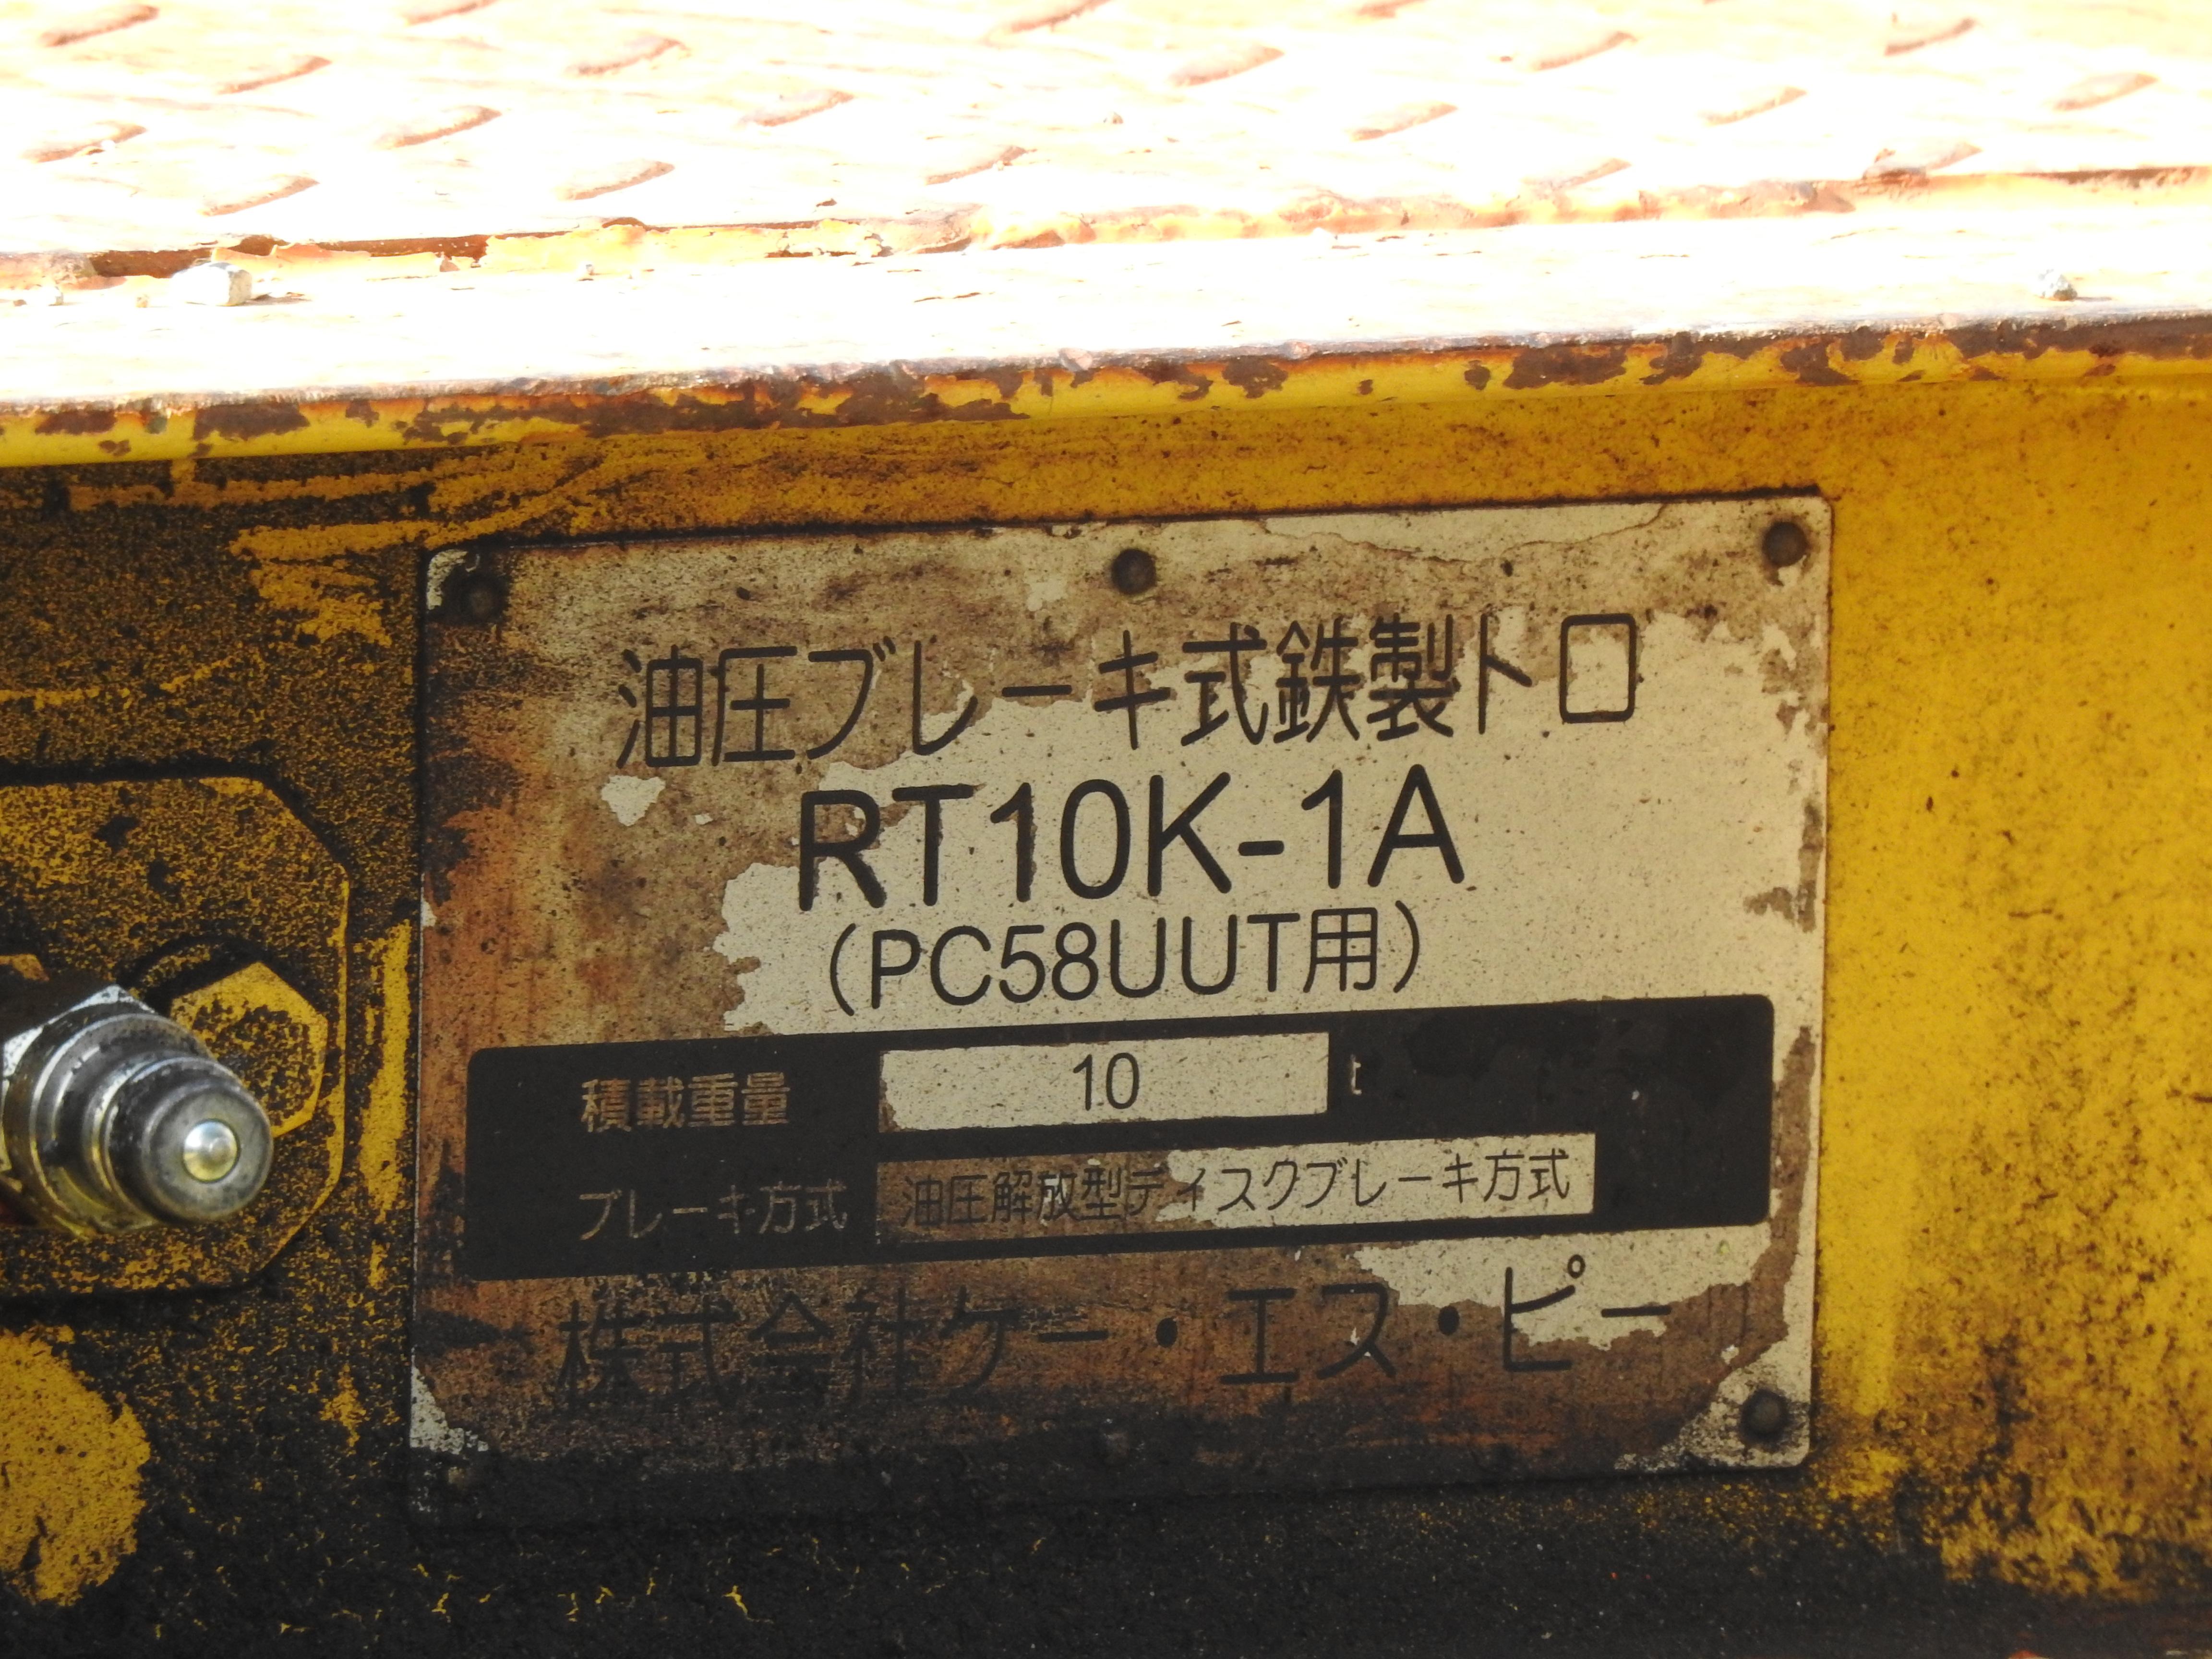 油圧ブレーキ式鉄製トロ
RT10K-1A
(PC58UUT用)
積載重量 10 t
ブレーキ方式 油圧解放型ディスクブレーキ方式
株式会社ケー・エス・ピー